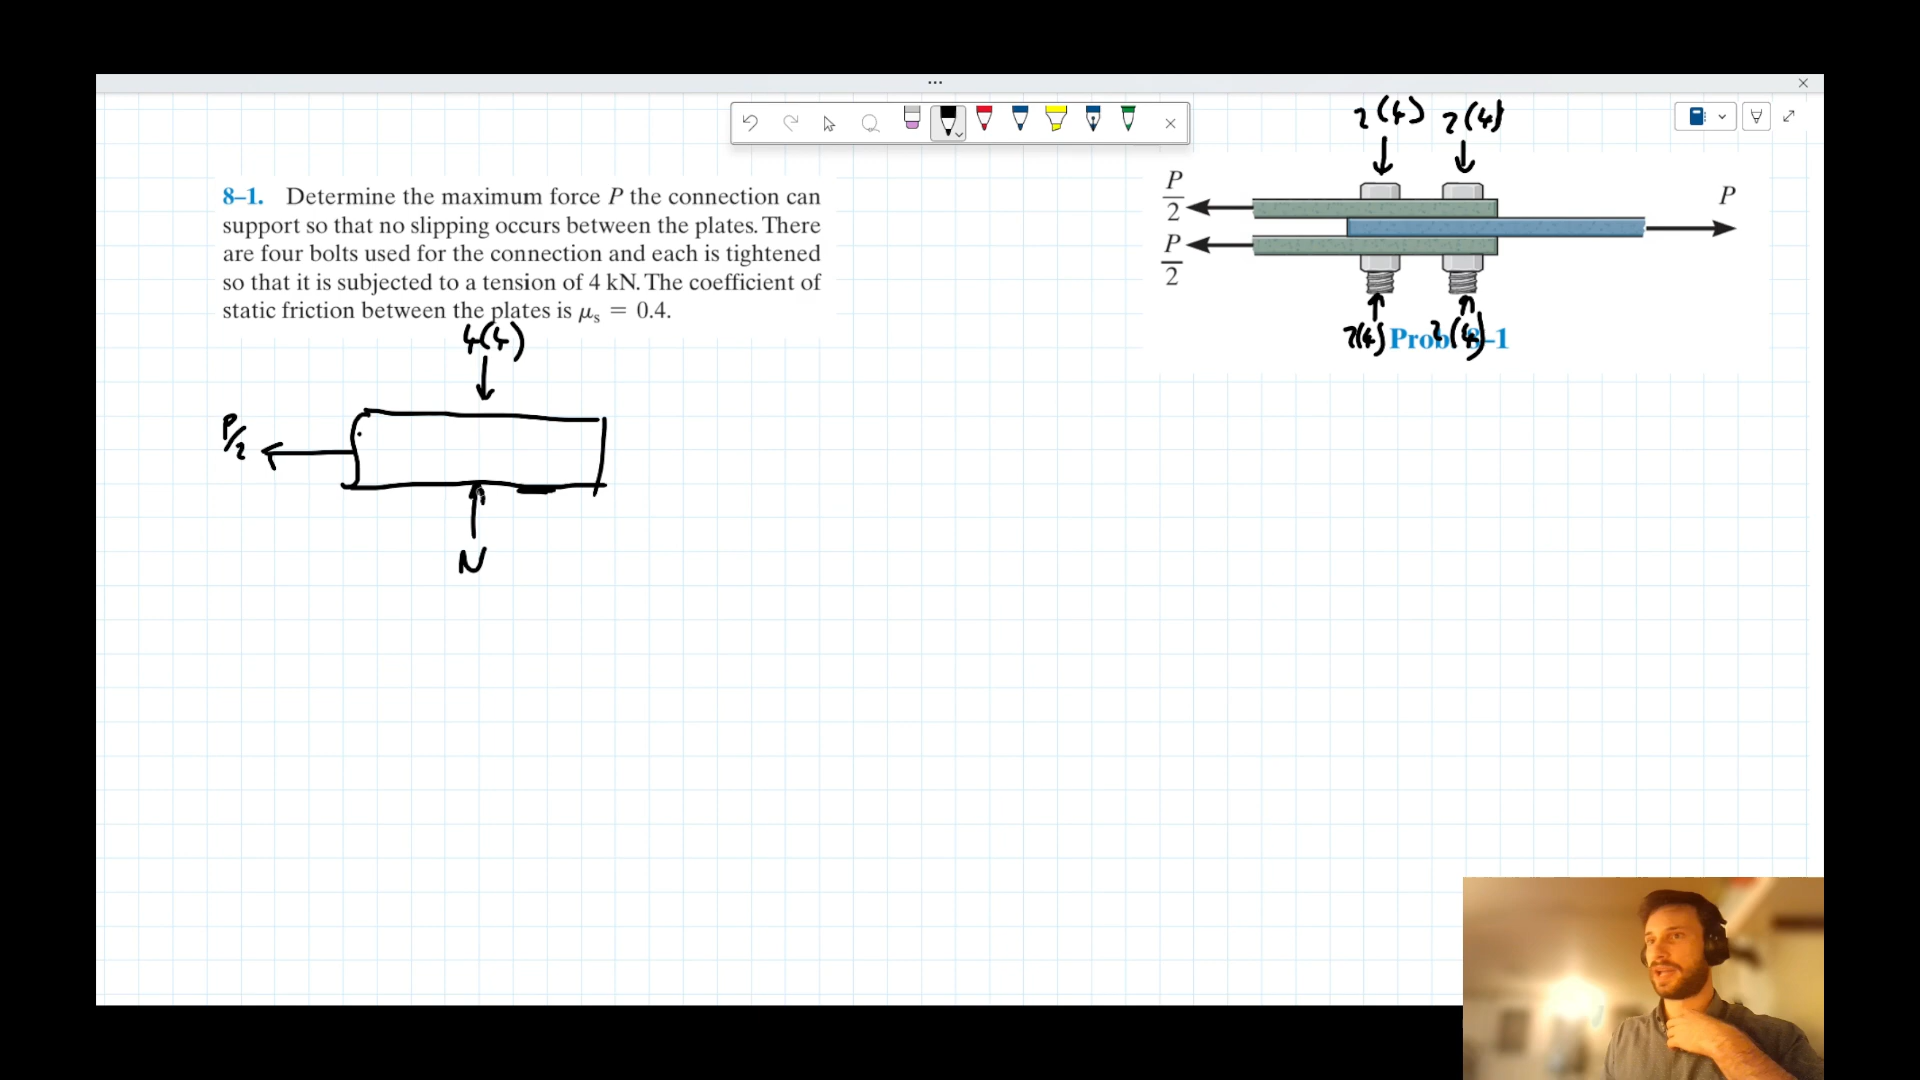 2(4) 2(4)
8–1. Determine the maximum force P the connection can
support so that no slipping occurs between the plates. There
are four bolts used for the connection and each is tightened
so that it is subjected to a tension of 4 kN. The coefficient of
static friction between the plates is μs = 0.4.
P/2
P
P/2
2(4) 2(4)
Prob. 8–1
4(4)
P/2
N